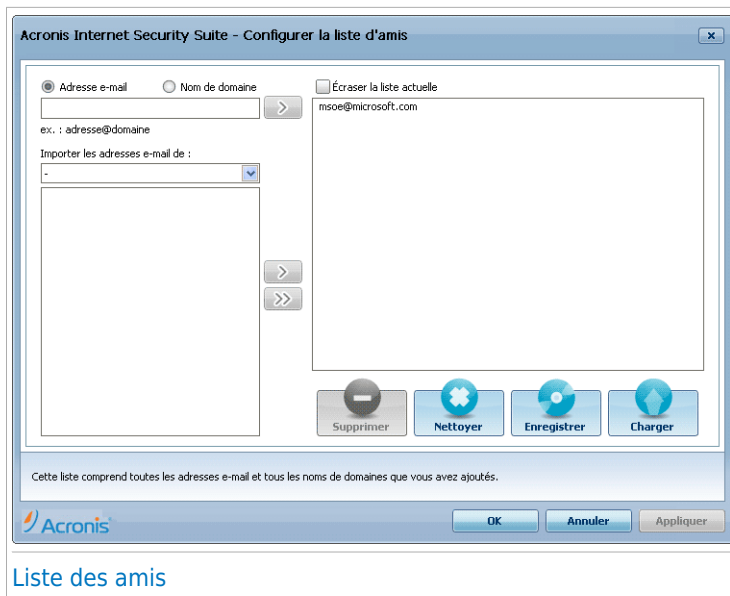 Acronis Internet Security Suite - Configurer la liste d'amis
Adresse e-mail
Nom de domaine
ex. : adresse@domaine
Importer les adresses e-mail de :
-
Écraser la liste actuelle
msoe@microsoft.com
Supprimer
Nettoyer
Enregistrer
Charger
Cette liste comprend toutes les adresses e-mail et tous les noms de domaines que vous avez ajoutés.
Acronis
OK
Annuler
Appliquer
Liste des amis